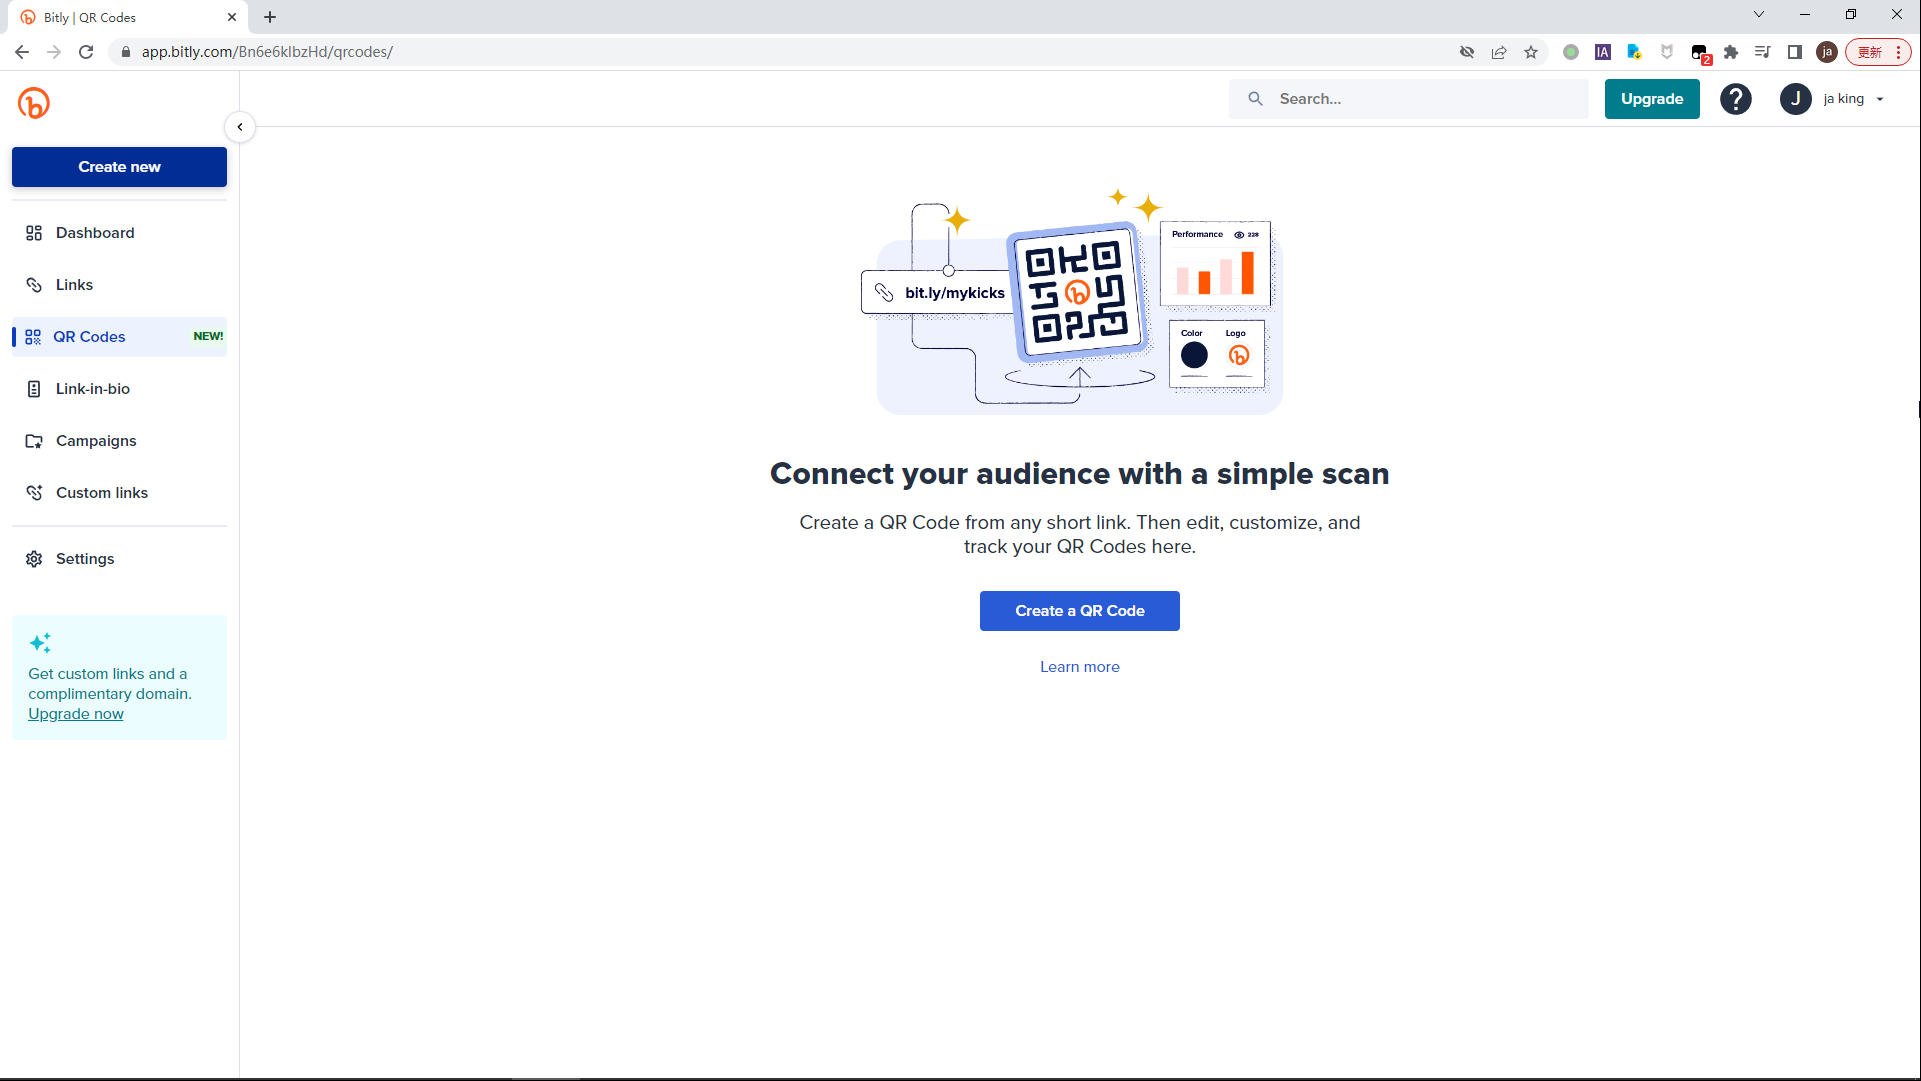 Bitly | QR Codes
app.bitly.com/Bn6e6klbzHd/qrcodes/
IA
2
ja
更新
Search...
Upgrade
?
J
ja king
Create new
Dashboard
Links
QR Codes
NEW!
Link-in-bio
Campaigns
Custom links
Settings
Get custom links and a
complimentary domain.
Upgrade now
bit.ly/mykicks
Performance
228
Color
Logo
Connect your audience with a simple scan
Create a QR Code from any short link. Then edit, customize, and
track your QR Codes here.
Create a QR Code
Learn more